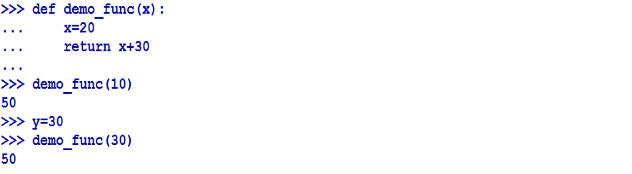 >>> def demo_func(x):
...     x=20
...     return x+30
...
>>> demo_func(10)
50
>>> y=30
>>> demo_func(30)
50